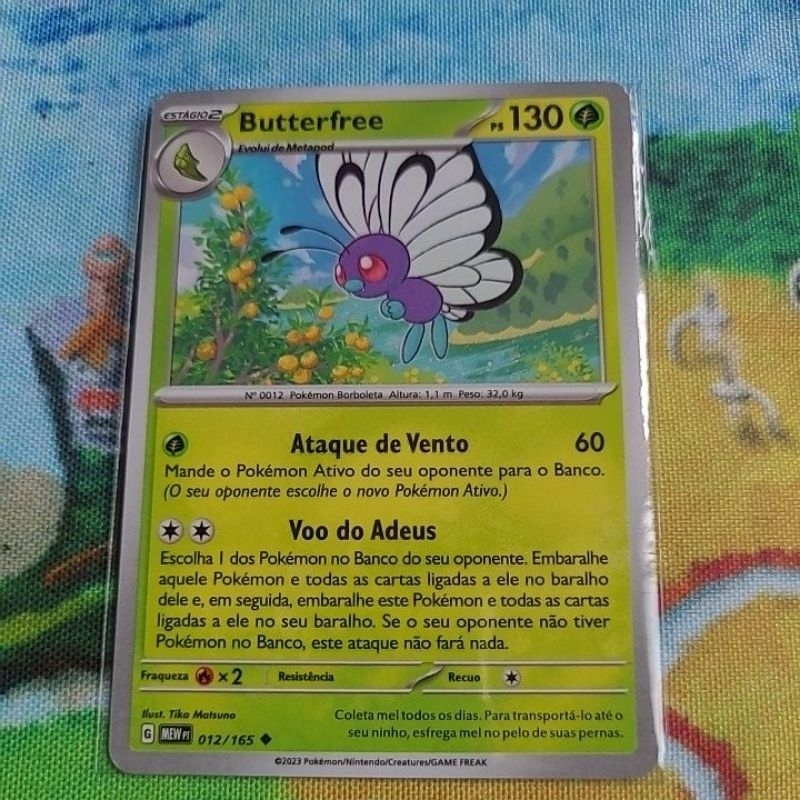 ESTÁGIO 2 Butterfree PS 130
Evolui de Metapod
Nº 0012 Pokémon Borboleta Altura: 1,1 m Peso: 32,0 kg
Ataque de Vento 60
Mande o Pokémon Ativo do seu oponente para o Banco.
(O seu oponente escolhe o novo Pokémon Ativo.)
Voo do Adeus
Escolha 1 dos Pokémon no Banco do seu oponente. Embaralhe
aquele Pokémon e todas as cartas ligadas a ele no baralho
dele e, em seguida, embaralhe este Pokémon e todas as cartas
ligadas a ele no seu baralho. Se o seu oponente não tiver
Pokémon no Banco, este ataque não fará nada.
Fraqueza ×2 Resistência Recuo
Ilust. Tika Matsuno
Coleta mel todos os dias. Para transportá-lo até o
seu ninho, esfrega mel no pelo de suas pernas.
G MEW PT 012/165
©2023 Pokémon/Nintendo/Creatures/GAME FREAK